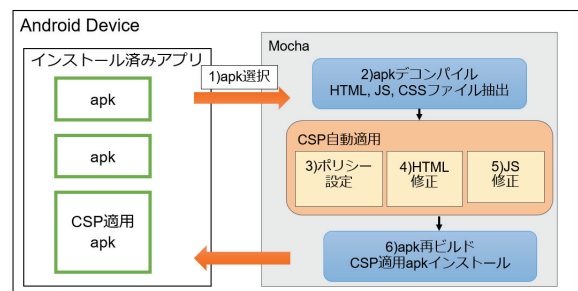 Android Device
インストール済みアプリ
apk
apk
CSP適用
apk
1)apk選択
Mocha
2)apkデコンパイル
HTML, JS, CSSファイル抽出
CSP自動適用
3)ポリシー
設定
4)HTML
修正
5)JS
修正
6)apk再ビルド
CSP適用apkインストール